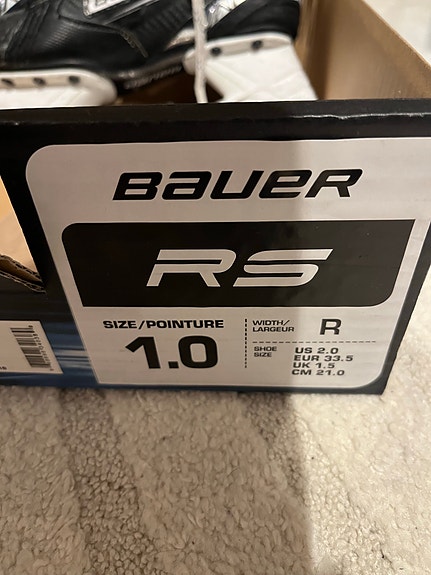 BAUER
RS
SIZE/POINTURE
1.0
WIDTH/
LARGEUR
R
SHOE
SIZE
US 2.0
EUR 33.5
UK 1.5
CM 21.0